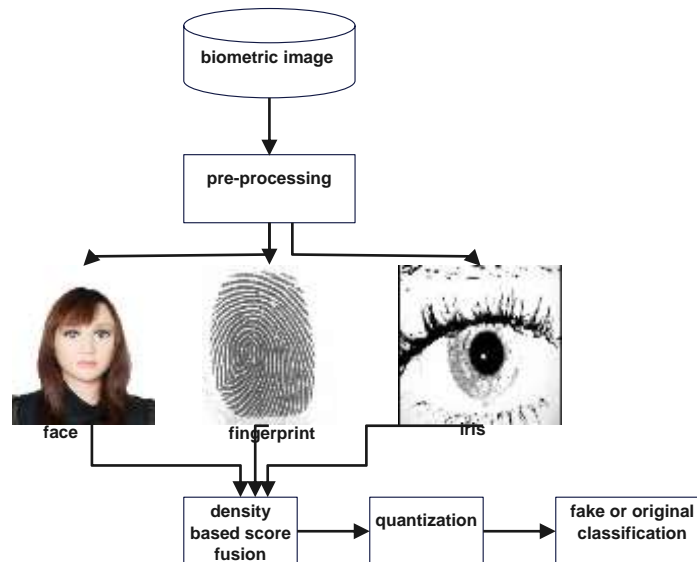 biometric image
pre-processing
face
fingerprint
iris
density
based score
fusion
quantization
fake or original
classification